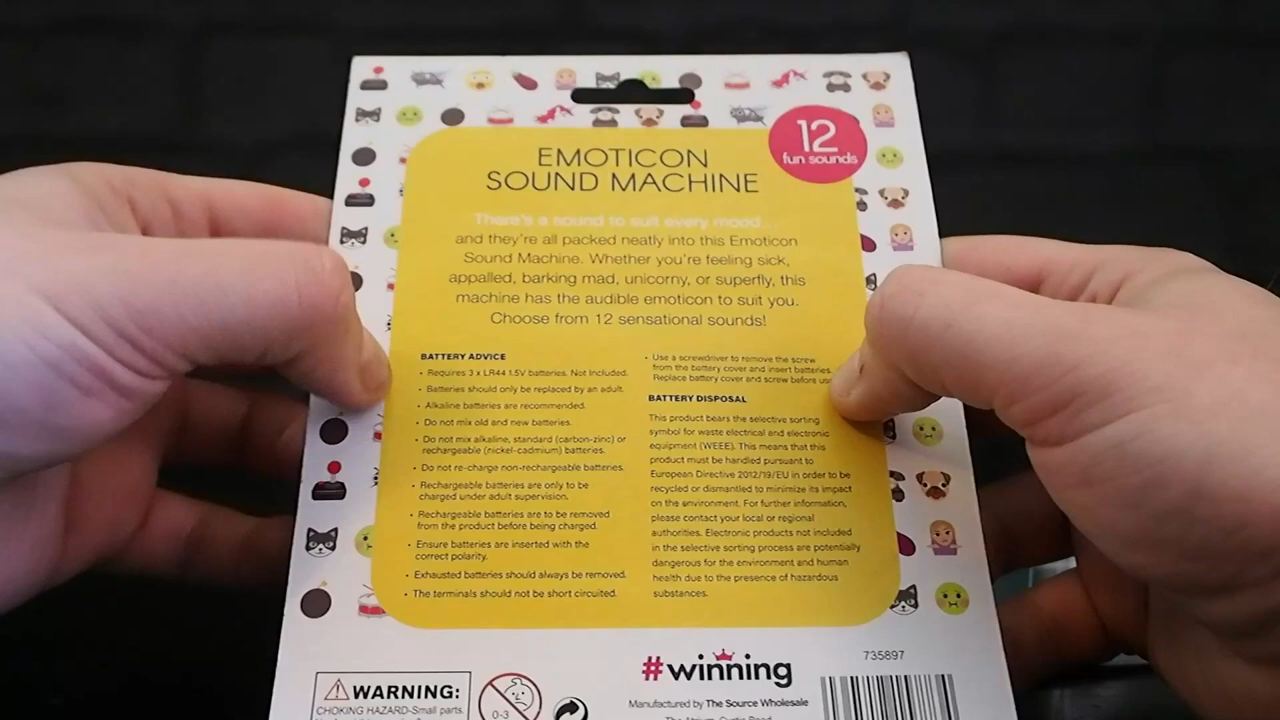 12
fun sounds
EMOTICON
SOUND MACHINE
There's a sound to suit every mood...
and they're all packed neatly into this Emoticon
Sound Machine. Whether you're feeling sick,
appalled, barking mad, unicorny, or superfly, this
machine has the audible emoticon to suit you.
Choose from 12 sensational sounds!
BATTERY ADVICE
• Requires 3 x LR44 1.5V batteries. Not Included.
• Batteries should only be replaced by an adult.
• Alkaline batteries are recommended.
• Do not mix old and new batteries.
• Do not mix alkaline, standard (carbon-zinc) or
rechargeable (nickel-cadmium) batteries.
• Do not re-charge non-rechargeable batteries.
• Rechargeable batteries are only to be
charged under adult supervision.
• Rechargeable batteries are to be removed
from the product before being charged.
• Ensure batteries are inserted with the
correct polarity.
• Exhausted batteries should always be removed.
• The terminals should not be short circuited.
• Use a screwdriver to remove the screw
from the battery cover and insert batteries.
Replace battery cover and screw before
BATTERY DISPOSAL
This product bears the selective sorting
symbol for waste electrical and electronic
equipment (WEEE). This means that this
product must be handled pursuant to
European Directive 2012/19/EU in order to be
recycled or dismantled to minimize its impact
on the environment. For further information,
please contact your local or regional
authorities. Electronic products not included
in the selective sorting process are potentially
dangerous for the environment and human
health due to the presence of hazardous
substances.
WARNING:
CHOKING HAZARD-Small parts.
0-3
#winning
Manufactured by The Source Wholesale
735897